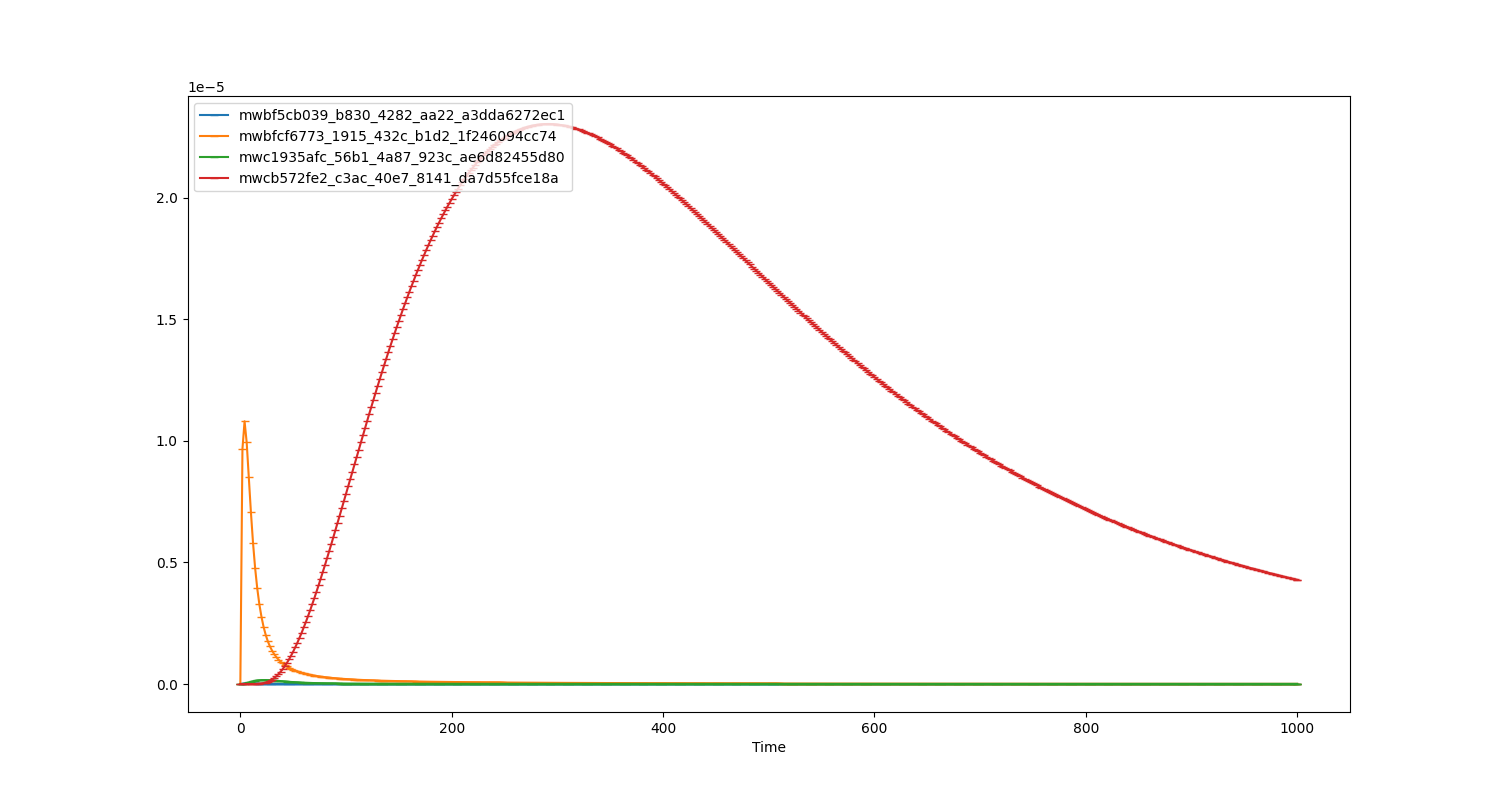 1e−5
mwbf5cb039_b830_4282_aa22_a3dda6272ec1
mwbfcf6773_1915_432c_b1d2_1f246094cc74
mwc1935afc_56b1_4a87_923c_ae6d82455d80
mwcb572fe2_c3ac_40e7_8141_da7d55fce18a
2.0
1.5
1.0
0.5
0.0
0 200 400 600 800 1000
Time